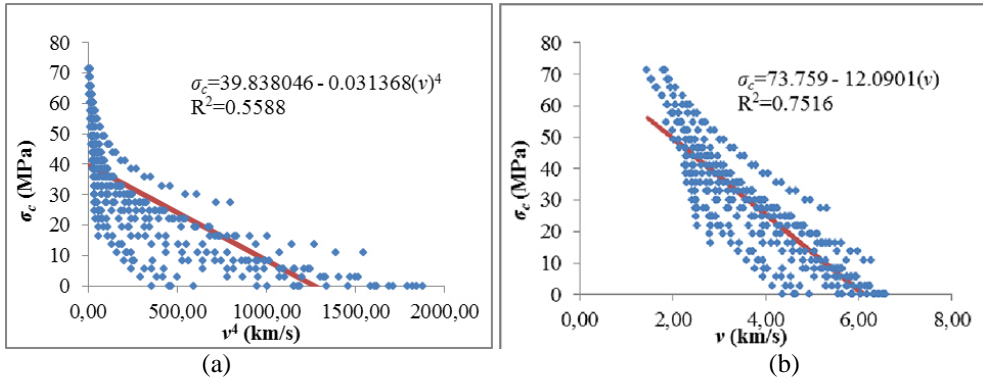 80
70
60
50
40
30
20
10
0
σc (MPa)
σc=39.838046 - 0.031368(v)⁴
R²=0.5588
0,00 500,00 1000,00 1500,00 2000,00
v⁴ (km/s)
(a)
80
70
60
50
40
30
20
10
0
σc (MPa)
σc=73.759 - 12.0901(v)
R²=0.7516
0,00 2,00 4,00 6,00 8,00
v (km/s)
(b)